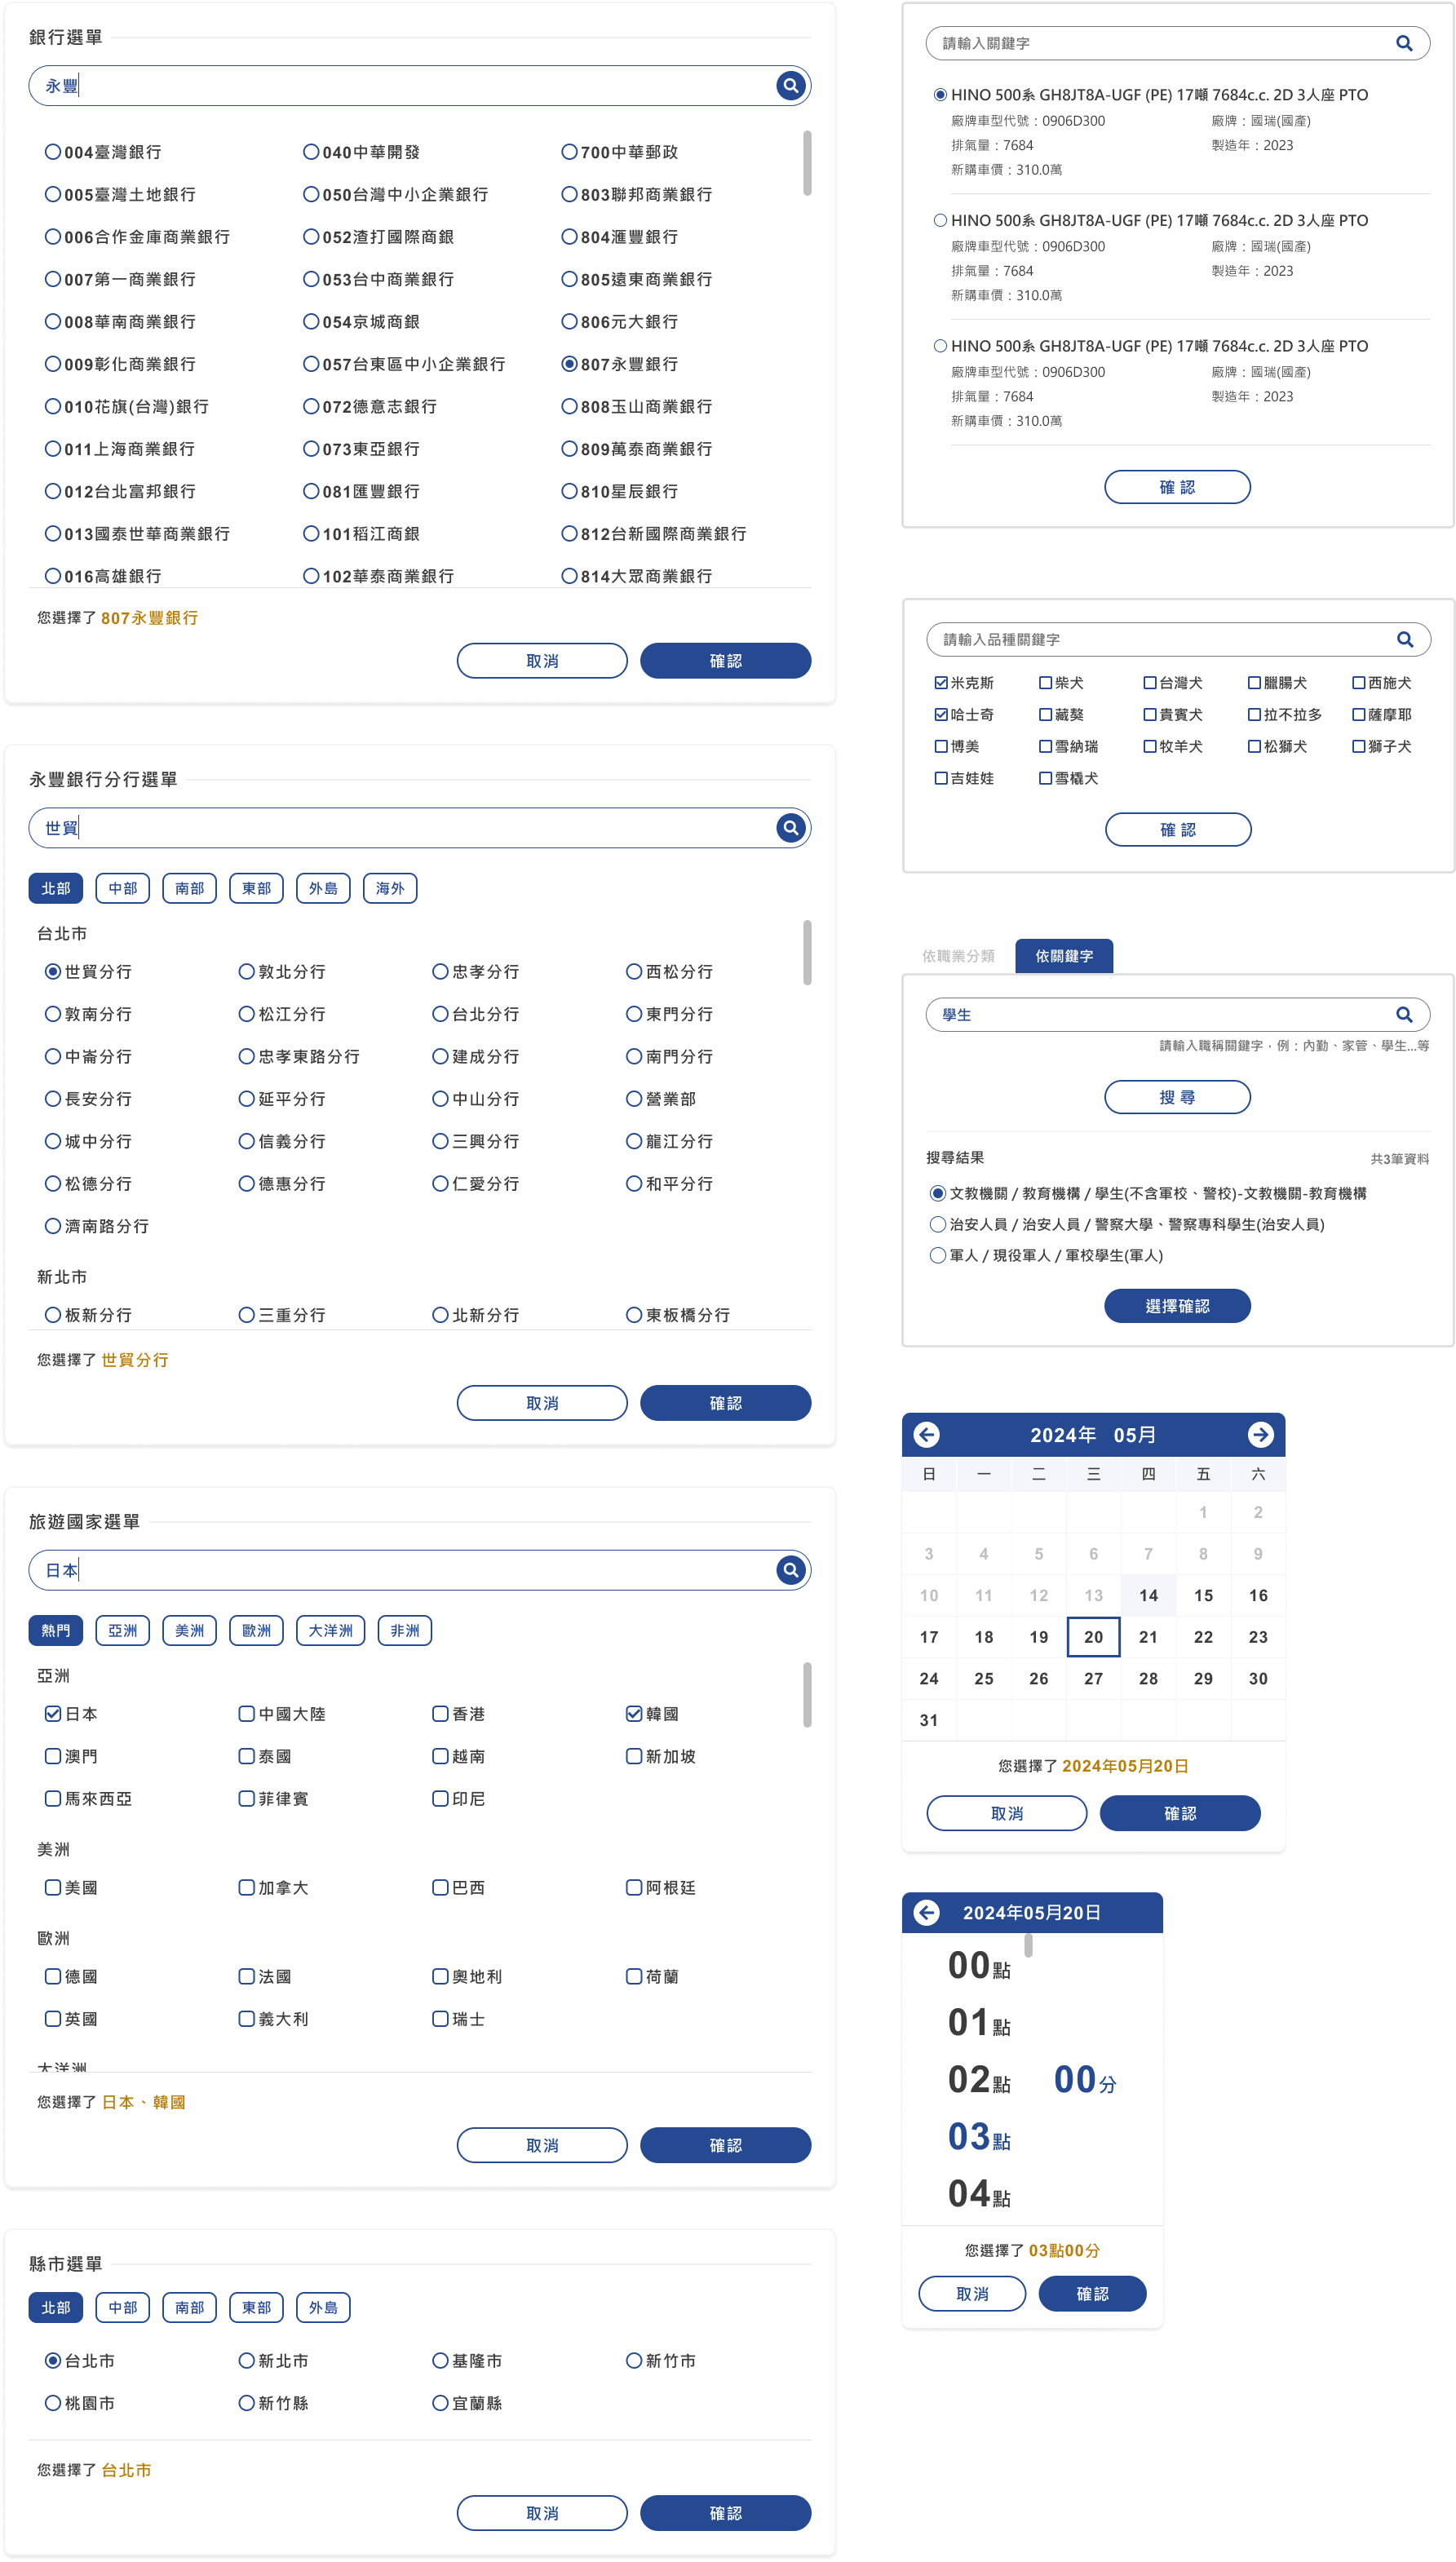 銀行選單
永豐
004臺灣銀行 040中華開發 700中華郵政
005臺灣土地銀行 050台灣中小企業銀行 803聯邦商業銀行
006合作金庫商業銀行 052渣打國際商銀 804滙豐銀行
007第一商業銀行 053台中商業銀行 805遠東商業銀行
008華南商業銀行 054京城商銀 806元大銀行
009彰化商業銀行 057台東區中小企業銀行 807永豐銀行
010花旗(台灣)銀行 072德意志銀行 808玉山商業銀行
011上海商業銀行 073東亞銀行 809萬泰商業銀行
012台北富邦銀行 081匯豐銀行 810星辰銀行
013國泰世華商業銀行 101稻江商銀 812台新國際商業銀行
016高雄銀行 102華泰商業銀行 814大眾商業銀行
您選擇了 807永豐銀行
取消 確認
永豐銀行分行選單
世貿
北部 中部 南部 東部 外島 海外
台北市
世貿分行 敦北分行 忠孝分行 西松分行
敦南分行 松江分行 台北分行 東門分行
中崙分行 忠孝東路分行 建成分行 南門分行
長安分行 延平分行 中山分行 營業部
城中分行 信義分行 三興分行 龍江分行
松德分行 德惠分行 仁愛分行 和平分行
濟南路分行
新北市
板新分行 三重分行 北新分行 東板橋分行
您選擇了 世貿分行
取消 確認
旅遊國家選單
日本
熱門 亞洲 美洲 歐洲 大洋洲 非洲
亞洲
日本 中國大陸 香港 韓國
澳門 泰國 越南 新加坡
馬來西亞 菲律賓 印尼
美洲
美國 加拿大 巴西 阿根廷
歐洲
德國 法國 奧地利 荷蘭
英國 義大利 瑞士
大洋洲
您選擇了 日本、韓國
取消 確認
縣市選單
北部 中部 南部 東部 外島
台北市 新北市 基隆市 新竹市
桃園市 新竹縣 宜蘭縣
您選擇了 台北市
取消 確認
請輸入關鍵字
HINO 500系 GH8JT8A-UGF (PE) 17噸 7684c.c. 2D 3人座 PTO
廠牌車型代號：0906D300 廠牌：國瑞(國產)
排氣量：7684 製造年：2023
新購車價：310.0萬
HINO 500系 GH8JT8A-UGF (PE) 17噸 7684c.c. 2D 3人座 PTO
廠牌車型代號：0906D300 廠牌：國瑞(國產)
排氣量：7684 製造年：2023
新購車價：310.0萬
HINO 500系 GH8JT8A-UGF (PE) 17噸 7684c.c. 2D 3人座 PTO
廠牌車型代號：0906D300 廠牌：國瑞(國產)
排氣量：7684 製造年：2023
新購車價：310.0萬
確 認
請輸入品種關鍵字
米克斯 柴犬 台灣犬 臘腸犬 西施犬
哈士奇 藏獒 貴賓犬 拉不拉多 薩摩耶
博美 雪納瑞 牧羊犬 松獅犬 獅子犬
吉娃娃 雪橇犬
確 認
依職業分類 依關鍵字
學生
請輸入職稱關鍵字，例：內勤、家管、學生...等
搜 尋
搜尋結果 共3筆資料
文教機關 / 教育機構 / 學生(不含軍校、警校)-文教機關-教育機構
治安人員 / 治安人員 / 警察大學、警察專科學生(治安人員)
軍人 / 現役軍人 / 軍校學生(軍人)
選擇確認
2024年 05月
日 一 二 三 四 五 六
1 2
3 4 5 6 7 8 9
10 11 12 13 14 15 16
17 18 19 20 21 22 23
24 25 26 27 28 29 30
31
您選擇了 2024年05月20日
取消 確認
2024年05月20日
00點
01點
02點 00分
03點
04點
您選擇了 03點00分
取消 確認